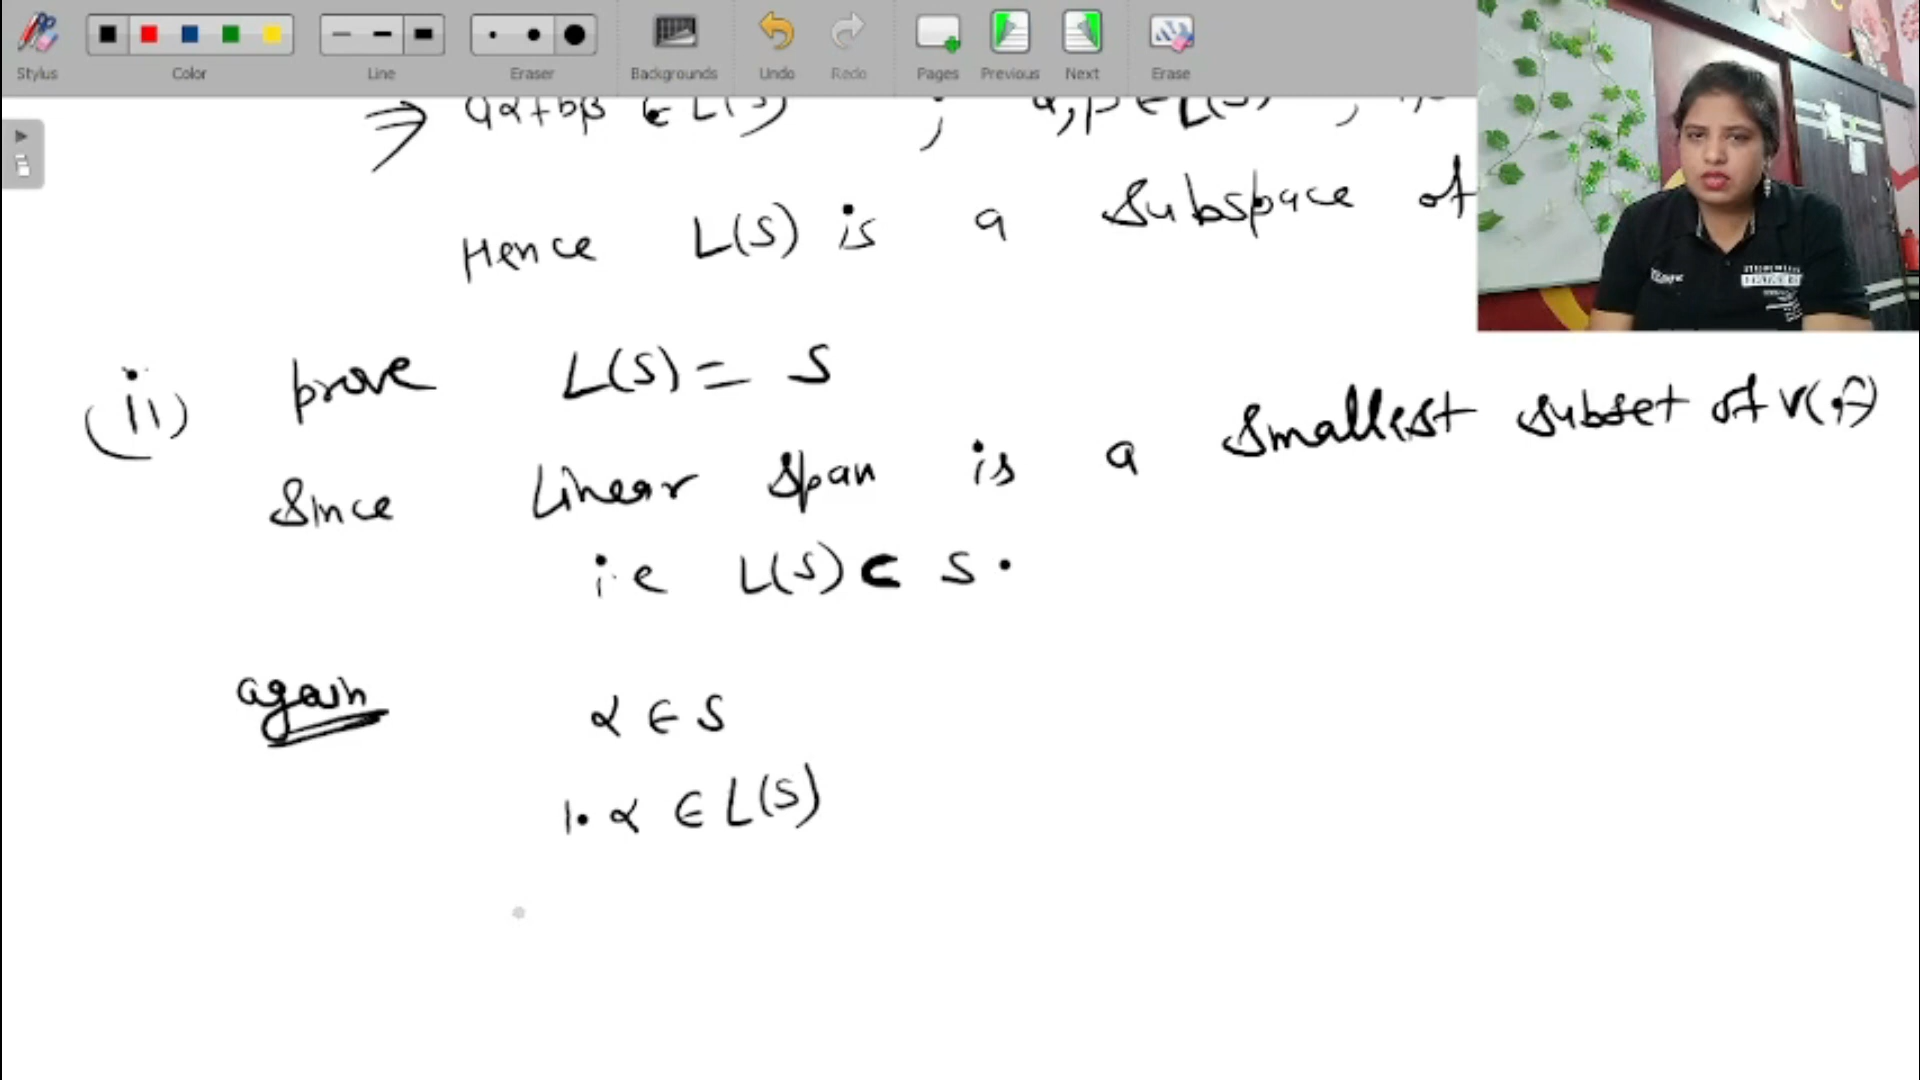 Stylus Color Line Eraser Backgrounds Undo Redo Pages Previous Next Erase
⇒ aα+bβ ∈ L(S) ; α,β ∈ L(S) ,
Hence L(S) is a Subspace of
(ii) prove L(S) = S
Since Linear Span is a Smallest Subset of V(F)
i.e L(S) ⊂ S.
again α ∈ S
1.α ∈ L(S)